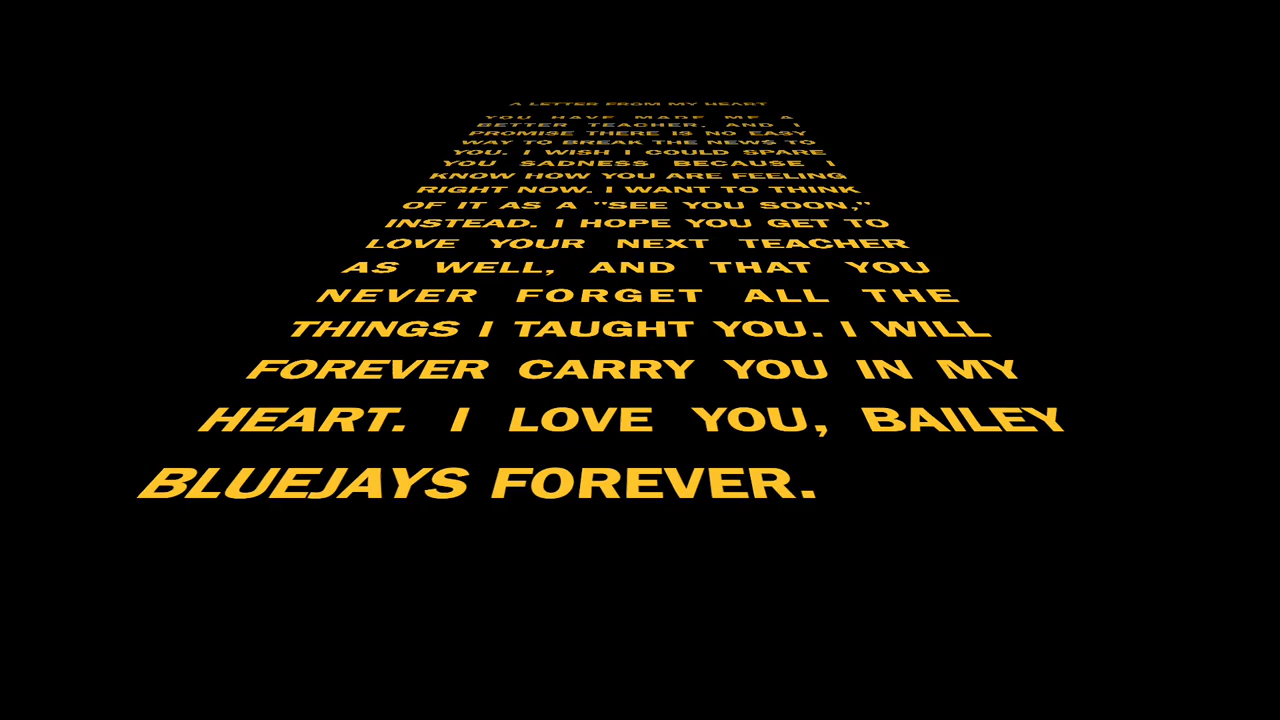 A LETTER FROM MY HEART
YOU HAVE MADE ME A
BETTER TEACHER, AND I
PROMISE THERE IS NO EASY
WAY TO BREAK THE NEWS TO
YOU. I WISH I COULD SPARE
YOU SADNESS BECAUSE I
KNOW HOW YOU ARE FEELING
RIGHT NOW. I WANT TO THINK
OF IT AS A "SEE YOU SOON,"
INSTEAD. I HOPE YOU GET TO
LOVE YOUR NEXT TEACHER
AS WELL, AND THAT YOU
NEVER FORGET ALL THE
THINGS I TAUGHT YOU. I WILL
FOREVER CARRY YOU IN MY
HEART. I LOVE YOU, BAILEY
BLUEJAYS FOREVER.